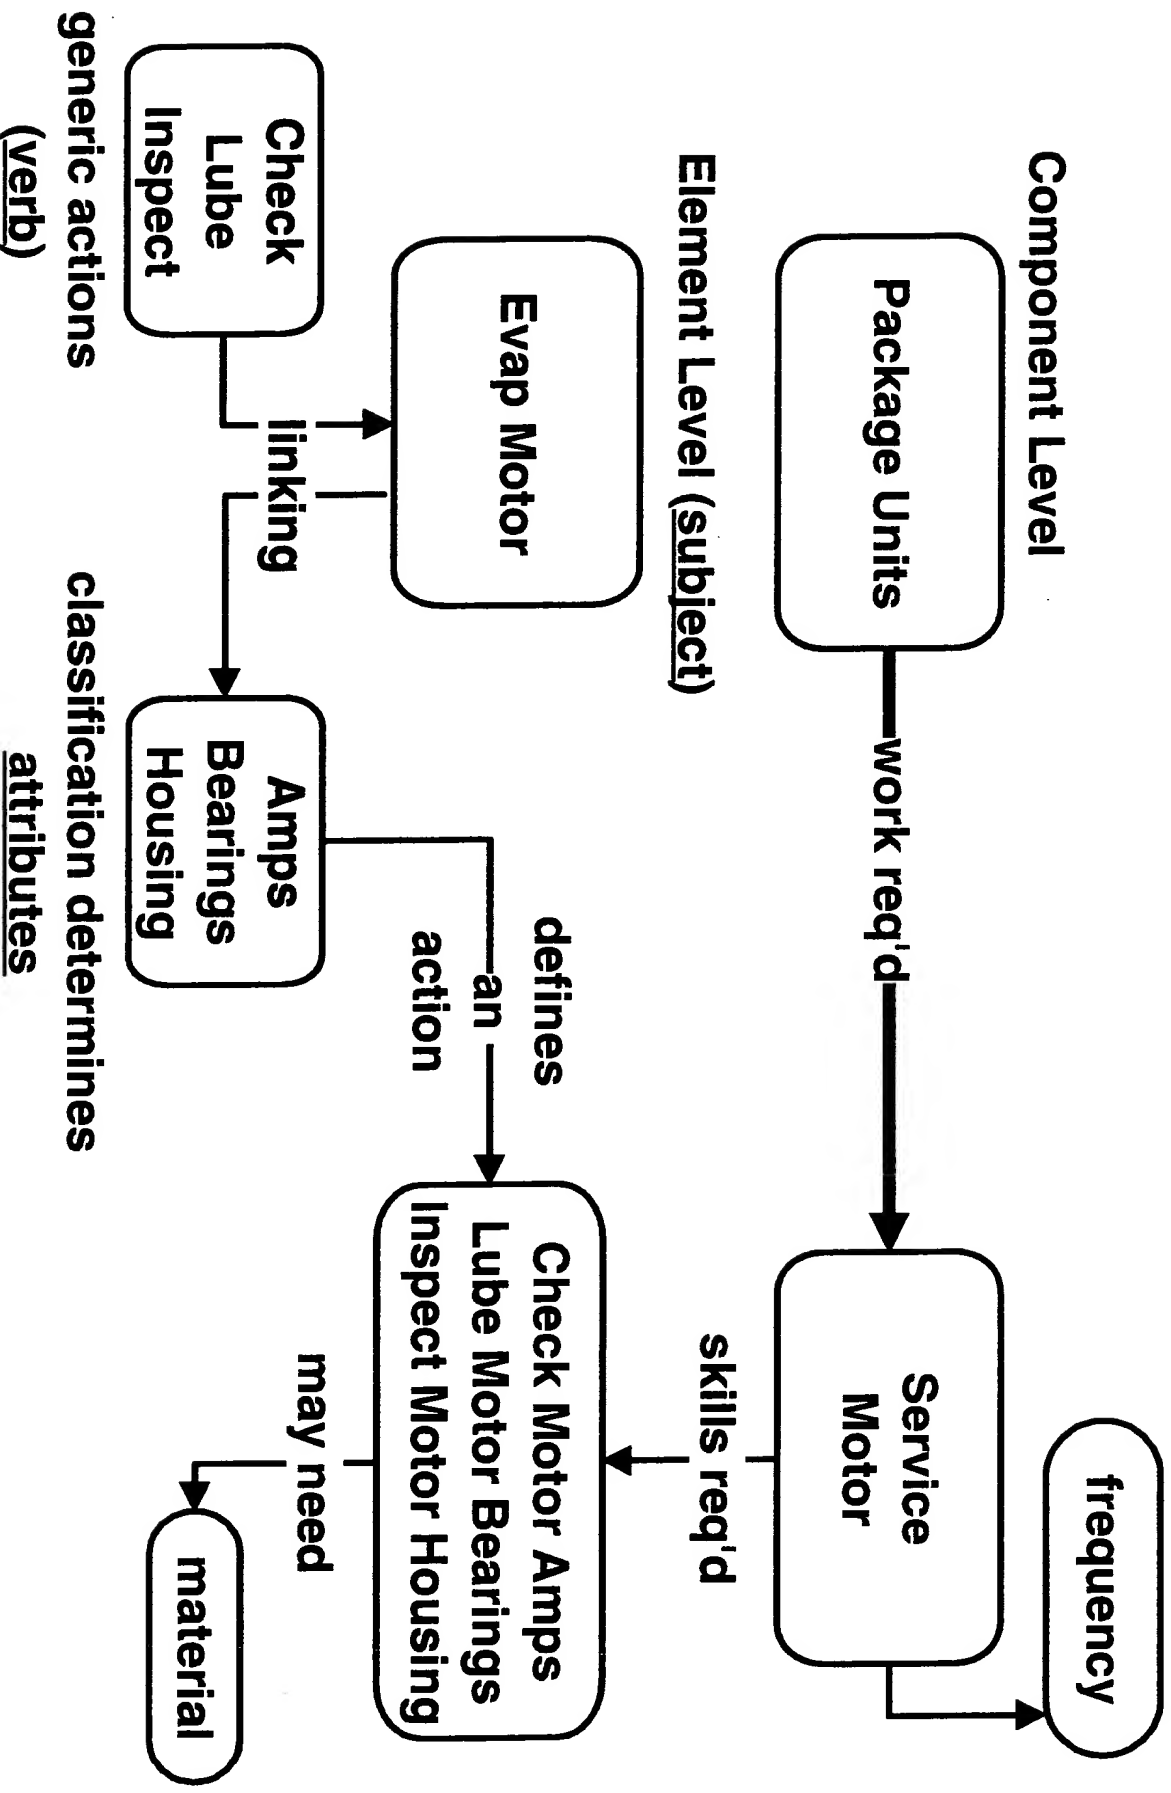 frequency
Component Level
Package Units
work req'd
Service
Motor
skills req'd
Element Level (subject)
Evap Motor
defines
an
action
Check Motor Amps
Lube Motor Bearings
Inspect Motor Housing
linking
may need
Check
Lube
Inspect
Amps
Bearings
Housing
material
generic actions
(verb)
classification determines
attributes